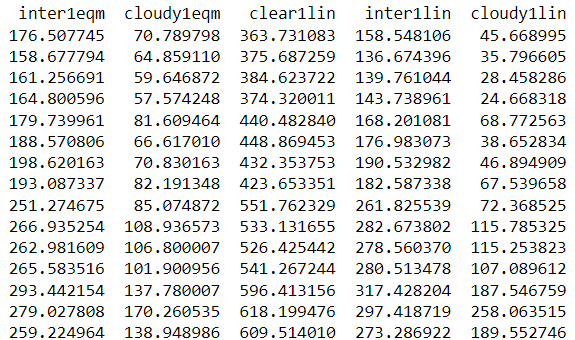 inter1eqm cloudy1eqm clear1lin inter1lin cloudy1lin
176.507745 70.789798 363.731083 158.548106 45.668995
158.677794 64.859110 375.687259 136.674396 35.796605
161.256691 59.646872 384.623722 139.761044 28.458286
164.800596 57.574248 374.320011 143.738961 24.668318
179.739961 81.609464 440.482840 168.201081 68.772563
188.570806 66.617010 448.869453 176.983073 38.652834
198.620163 70.830163 432.353753 190.532982 46.894909
193.087337 82.191348 423.653351 182.587338 67.539658
251.274675 85.074872 551.762329 261.825539 72.368525
266.935254 108.936573 533.131655 282.673802 115.785325
262.981609 106.800007 526.425442 278.560370 115.253823
265.583516 101.900956 541.267244 280.513478 107.089612
293.442154 137.780007 596.413156 317.428204 187.546759
279.027808 170.260535 618.199476 297.418719 258.063515
259.224964 138.948986 609.514010 273.286922 189.552746